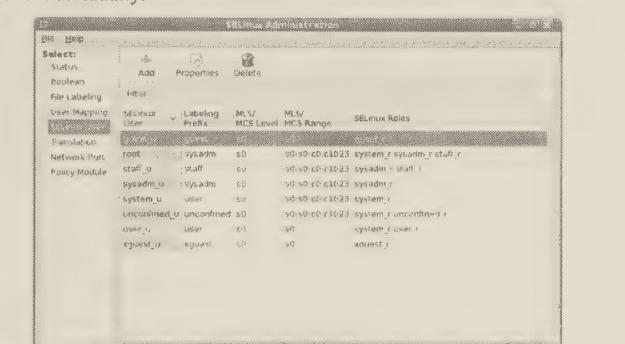 SELinux Administration
File Help
Select:
Status
Boolean
File Labeling
User Mapping
Translation
Network Port
Policy Module
Add Properties Delete
Filter
SELinux User Labeling Prefix MLS/ MCS Level MLS/ MCS Range SELinux Roles
root sysadm s0 s0-s0:c0.c1023 system_r sysadm_r staff_r
staff_u staff s0 s0-s0:c0.c1023 sysadm_r staff_r
sysadm_u sysadm s0 s0-s0:c0.c1023 sysadm_r
system_u user s0 s0-s0:c0.c1023 system_r
unconfined_u unconfined s0 s0-s0:c0.c1023 system_r unconfined_r
user_u user s0 s0 system_r user_r
xguest_u xguest s0 s0 xguest_r